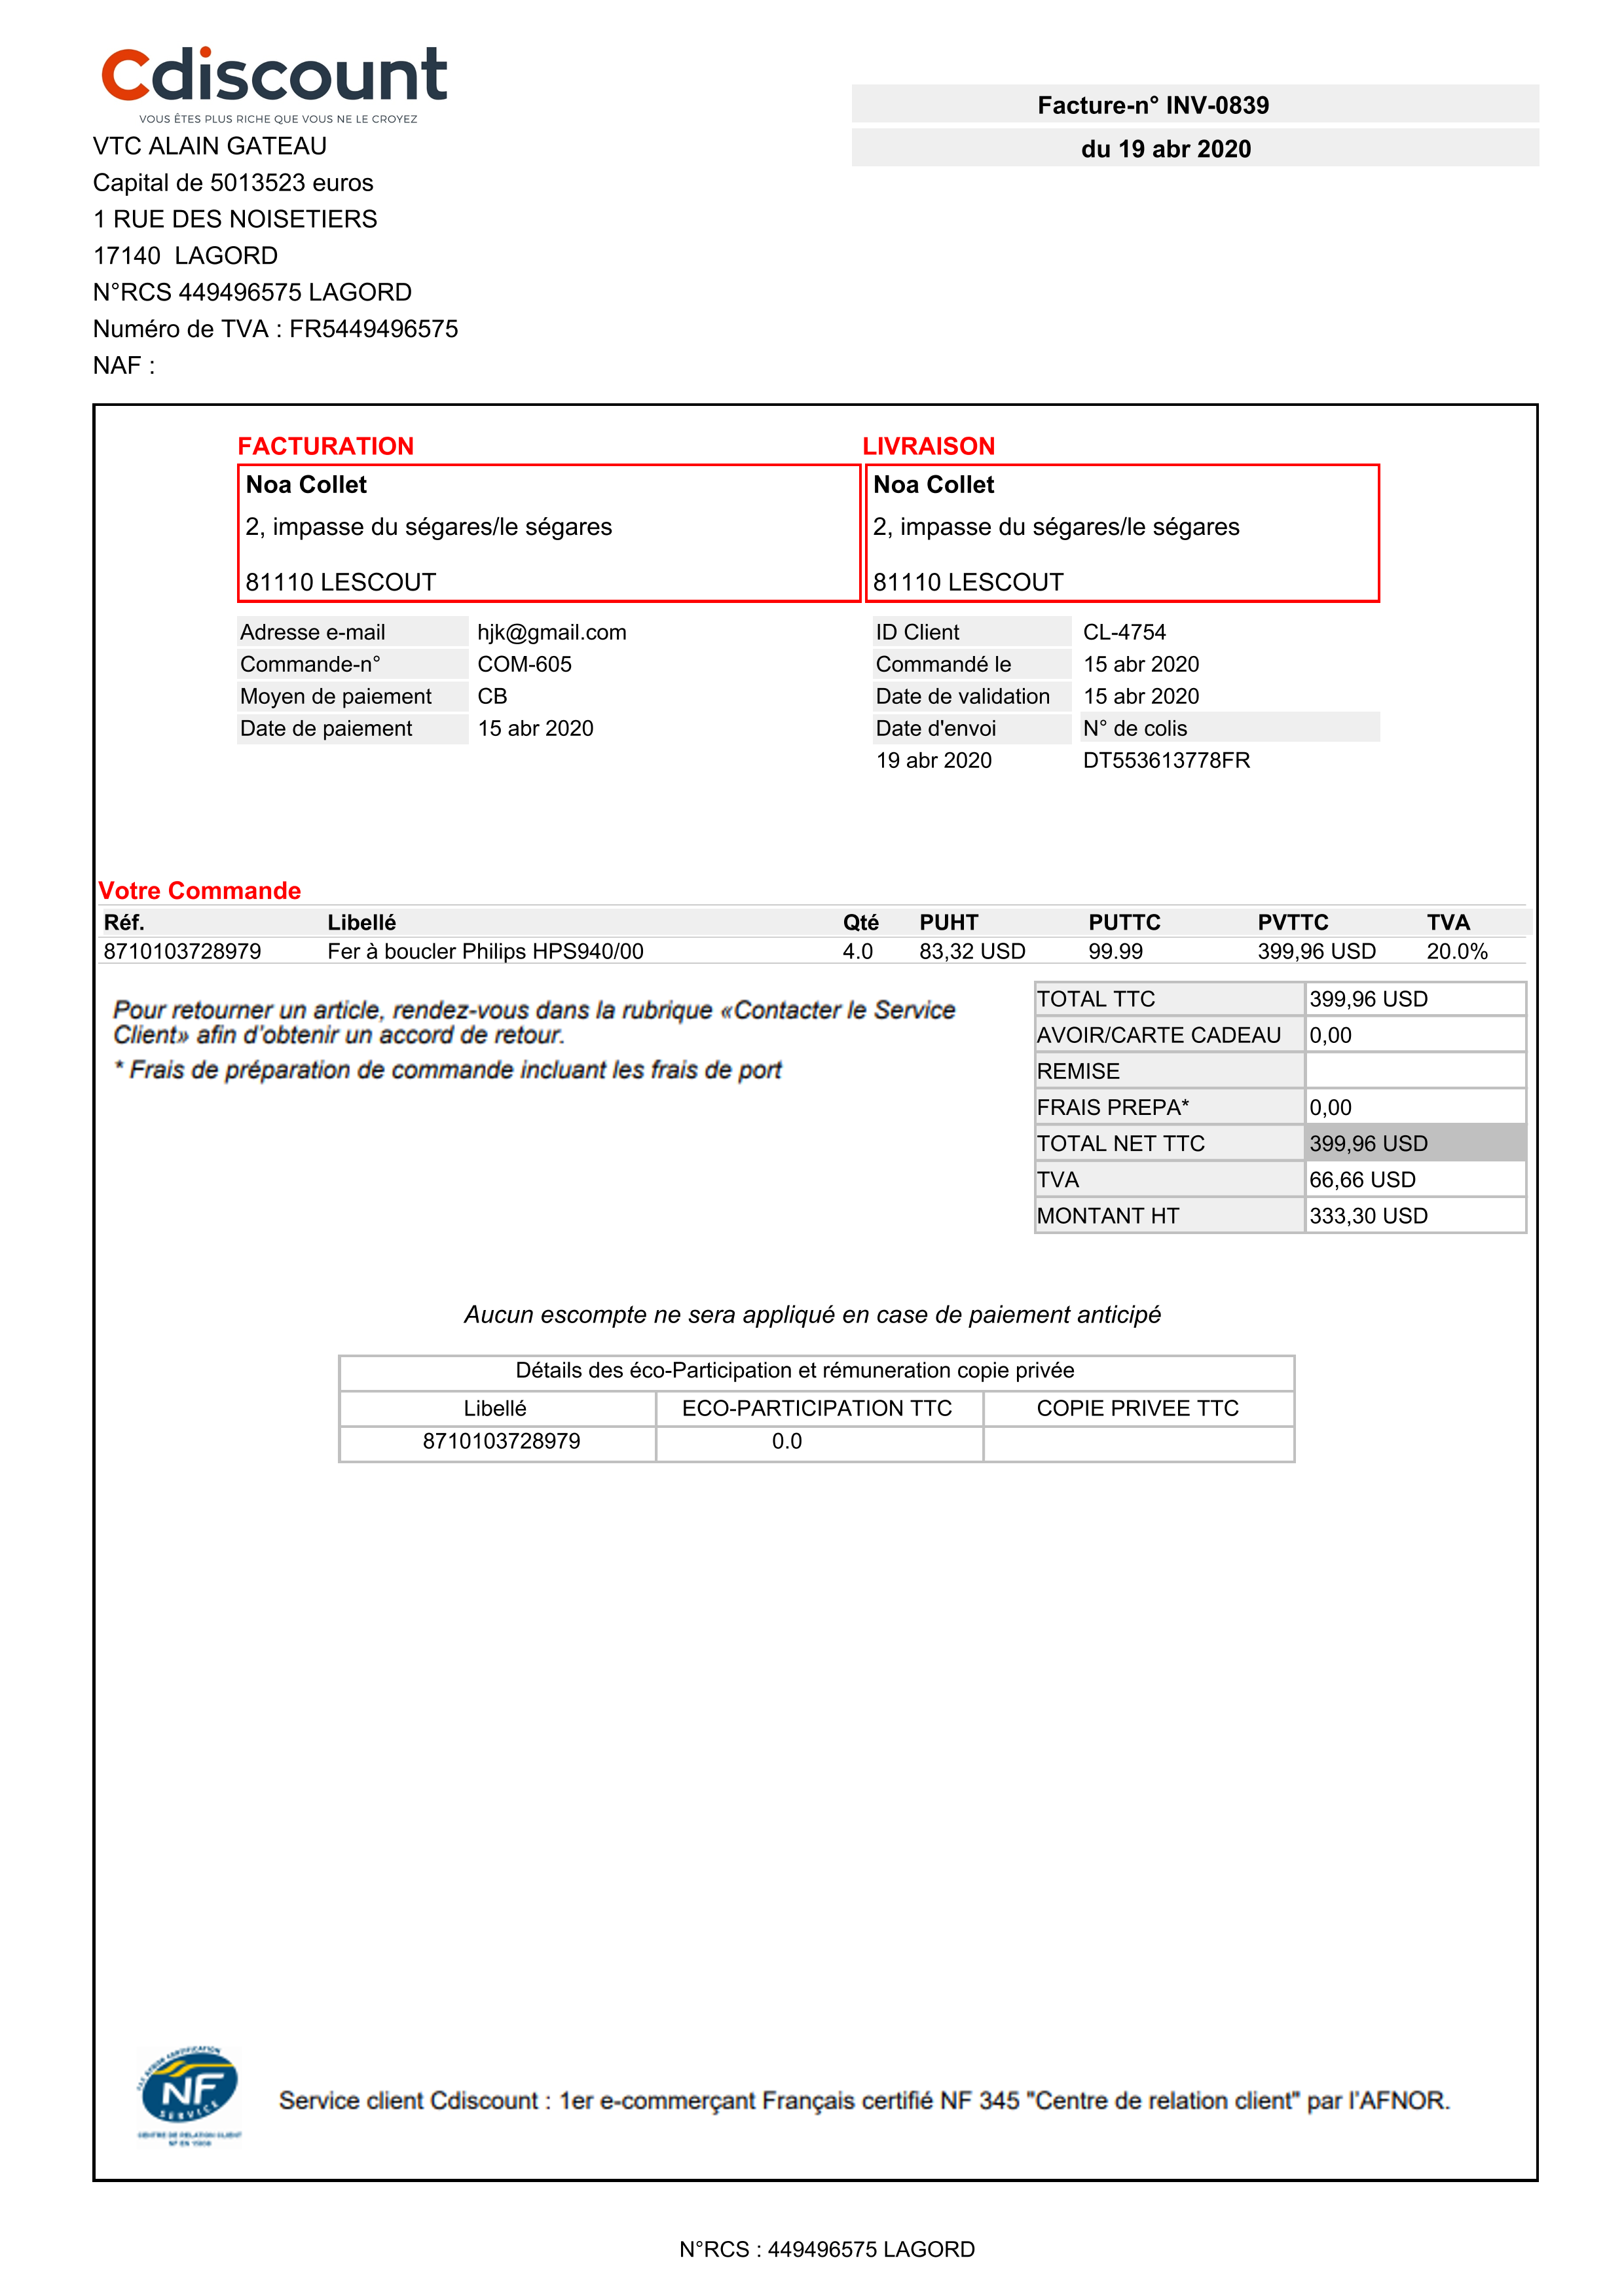 Cdiscount
VOUS ÊTES PLUS RICHE QUE VOUS NE LE CROYEZ
VTC ALAIN GATEAU
Capital de 5013523 euros
1 RUE DES NOISETIERS
17140 LAGORD
N°RCS 449496575 LAGORD
Numéro de TVA : FR5449496575
NAF :
Facture-n° INV-0839
du 19 abr 2020
FACTURATION
Noa Collet
2, impasse du ségares/le ségares
81110 LESCOUT
LIVRAISON
Noa Collet
2, impasse du ségares/le ségares
81110 LESCOUT
Adresse e-mail hjk@gmail.com
Commande-n° COM-605
Moyen de paiement CB
Date de paiement 15 abr 2020
ID Client CL-4754
Commandé le 15 abr 2020
Date de validation 15 abr 2020
Date d'envoi N° de colis
19 abr 2020 DT553613778FR
Votre Commande
Réf. Libellé Qté PUHT PUTTC PVTTC TVA
8710103728979 Fer à boucler Philips HPS940/00 4.0 83,32 USD 99.99 399,96 USD 20.0%
Pour retourner un article, rendez-vous dans la rubrique «Contacter le Service
Client» afin d'obtenir un accord de retour.
* Frais de préparation de commande incluant les frais de port
TOTAL TTC 399,96 USD
AVOIR/CARTE CADEAU 0,00
REMISE
FRAIS PREPA* 0,00
TOTAL NET TTC 399,96 USD
TVA 66,66 USD
MONTANT HT 333,30 USD
Aucun escompte ne sera appliqué en case de paiement anticipé
Détails des éco-Participation et rémuneration copie privée
Libellé ECO-PARTICIPATION TTC COPIE PRIVEE TTC
8710103728979 0.0
NF
SERVICE
CENTRE DE RELATION CLIENT
Service client Cdiscount : 1er e-commerçant Français certifié NF 345 "Centre de relation client" par l'AFNOR.
N°RCS : 449496575 LAGORD